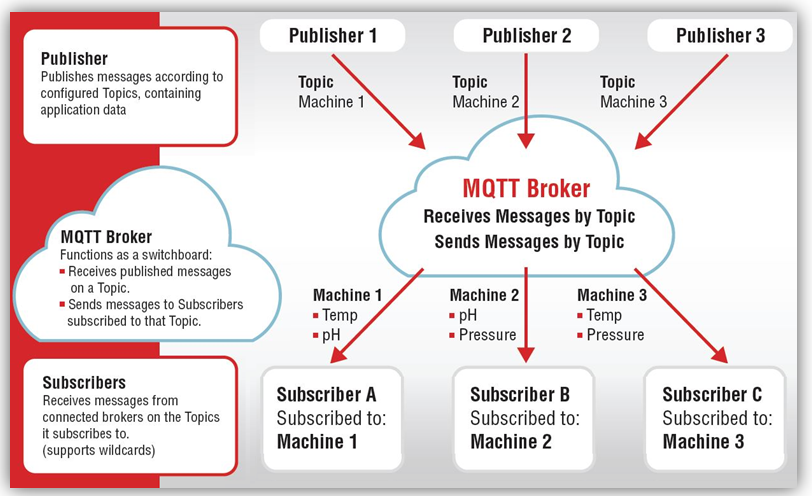 Publisher
Publishes messages according to
configured Topics, containing
application data
MQTT Broker
Functions as a switchboard:
Receives published messages
on a Topic.
Sends messages to Subscribers
subscribed to that Topic.
Subscribers
Receives messages from
connected brokers on the Topics
it subscribes to.
(supports wildcards)
Publisher 1
Publisher 2
Publisher 3
Topic
Machine 1
Topic
Machine 2
Topic
Machine 3
MQTT Broker
Receives Messages by Topic
Sends Messages by Topic
Machine 1
Temp
pH
Machine 2
pH
Pressure
Machine 3
Temp
Pressure
Subscriber A
Subscribed to:
Machine 1
Subscriber B
Subscribed to:
Machine 2
Subscriber C
Subscribed to:
Machine 3